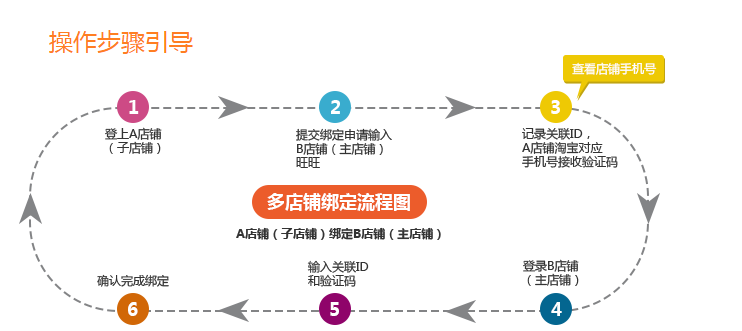 操作步骤引导
查看店铺手机号
1
2
3
登上A店铺
（子店铺）
提交绑定申请输入
B店铺（主店铺）
旺旺
记录关联ID，
A店铺淘宝对应
手机号接收验证码
多店铺绑定流程图
A店铺（子店铺）绑定B店铺（主店铺）
确认完成绑定
输入关联ID
和验证码
登录B店铺
（主店铺）
6
5
4